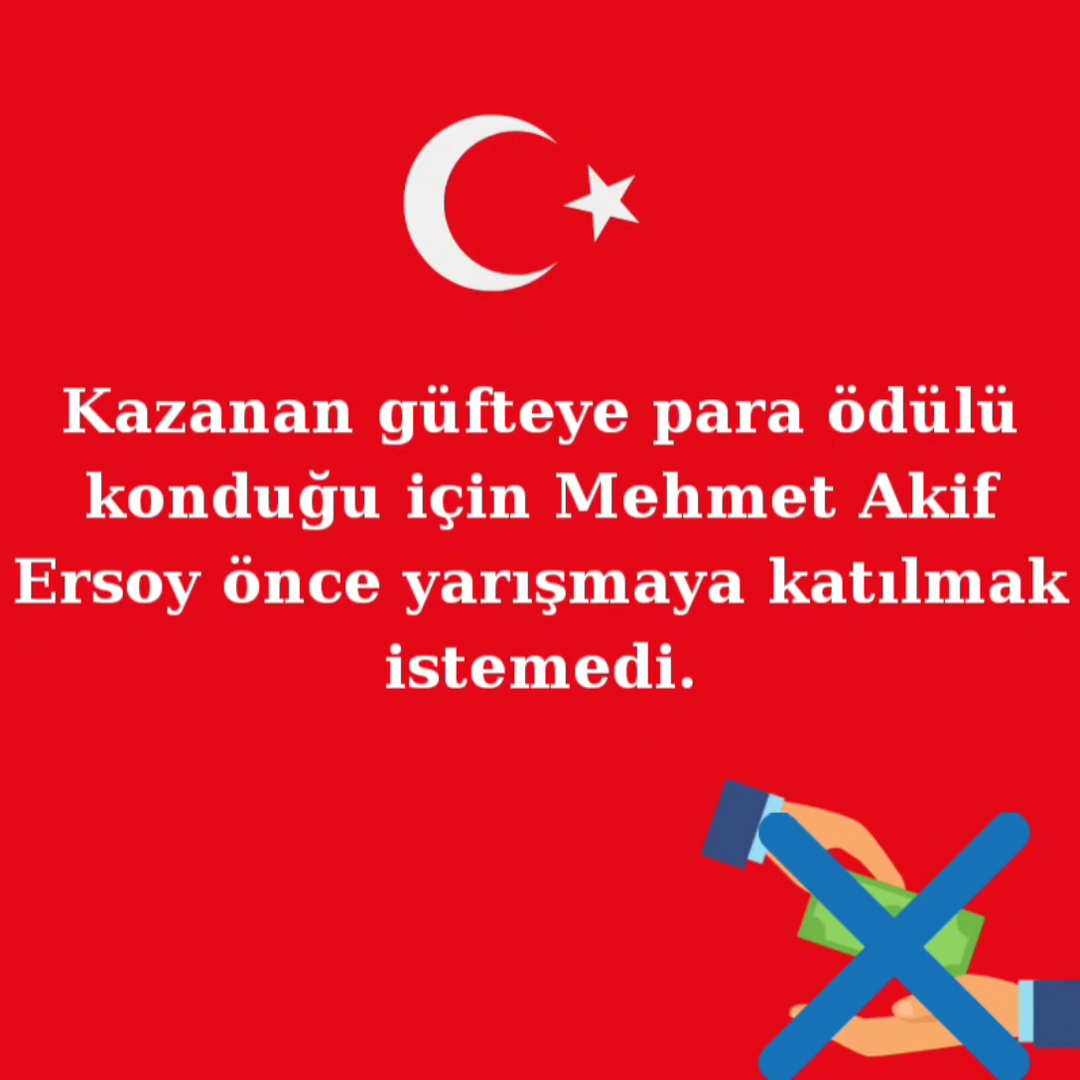 Kazanan güfteye para ödülü
konduğu için Mehmet Akif
Ersoy önce yarışmaya katılmak
istemedi.